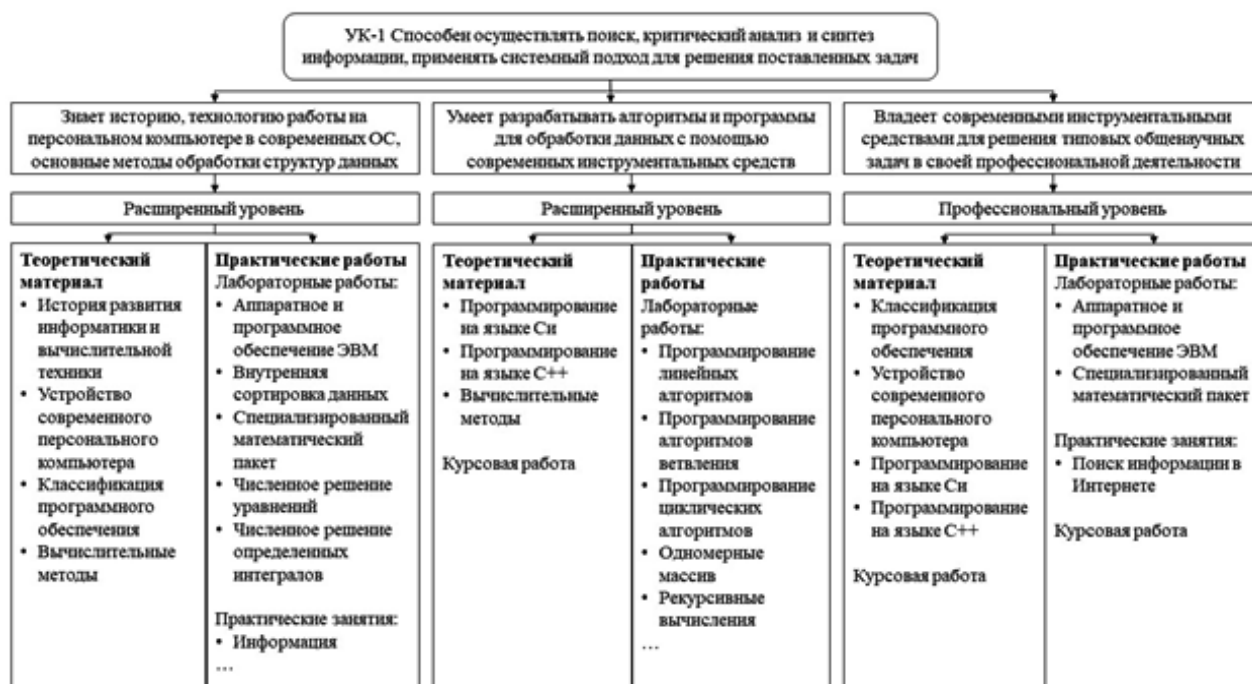 УК-1 Способен осуществлять поиск, критический анализ и синтез
информации, применять системный подход для решения поставленных задач
Знает историю, технологию работы на
персональном компьютере в современных ОС,
основные методы обработки структур данных
Расширенный уровень
Теоретический
материал
• История развития
информатики и
вычислительной
техники
• Устройство
современного
персонального
компьютера
• Классификация
программного
обеспечения
• Вычислительные
методы
Практические работы
Лабораторные работы:
• Аппаратное и
программное
обеспечение ЭВМ
• Внутренняя
сортировка данных
• Специализированный
математический
пакет
• Численное решение
уравнений
• Численное решение
определенных
интегралов
Практические занятия:
• Информация
…
Умеет разрабатывать алгоритмы и программы
для обработки данных с помощью
современных инструментальных средств
Расширенный уровень
Теоретический
материал
• Программирование
на языке Си
• Программирование
на языке С++
• Вычислительные
методы
Курсовая работа
Практические
работы
Лабораторные
работы:
• Программирование
линейных
алгоритмов
• Программирование
алгоритмов
ветвления
• Программирование
циклических
алгоритмов
• Одномерные
массив
• Рекурсивные
вычисления
…
Владеет современными инструментальными
средствами для решения типовых общенаучных
задач в своей профессиональной деятельности
Профессиональный уровень
Теоретический
материал
• Классификация
программного
обеспечения
• Устройство
современного
персонального
компьютера
• Программирование
на языке Си
• Программирование
на языке С++
Курсовая работа
Практические работы
Лабораторные работы:
• Аппаратное и
программное
обеспечение ЭВМ
• Специализированный
математический пакет
Практические занятия:
• Поиск информации в
Интернете
Курсовая работа